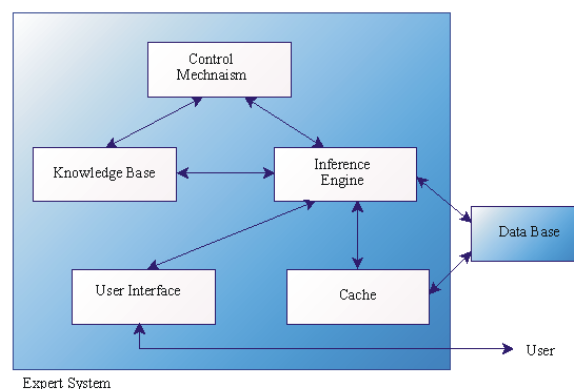 Control
Mechnaism
Knowledge Base
Inference
Engine
Data Base
User Interface
Cache
User
Expert System